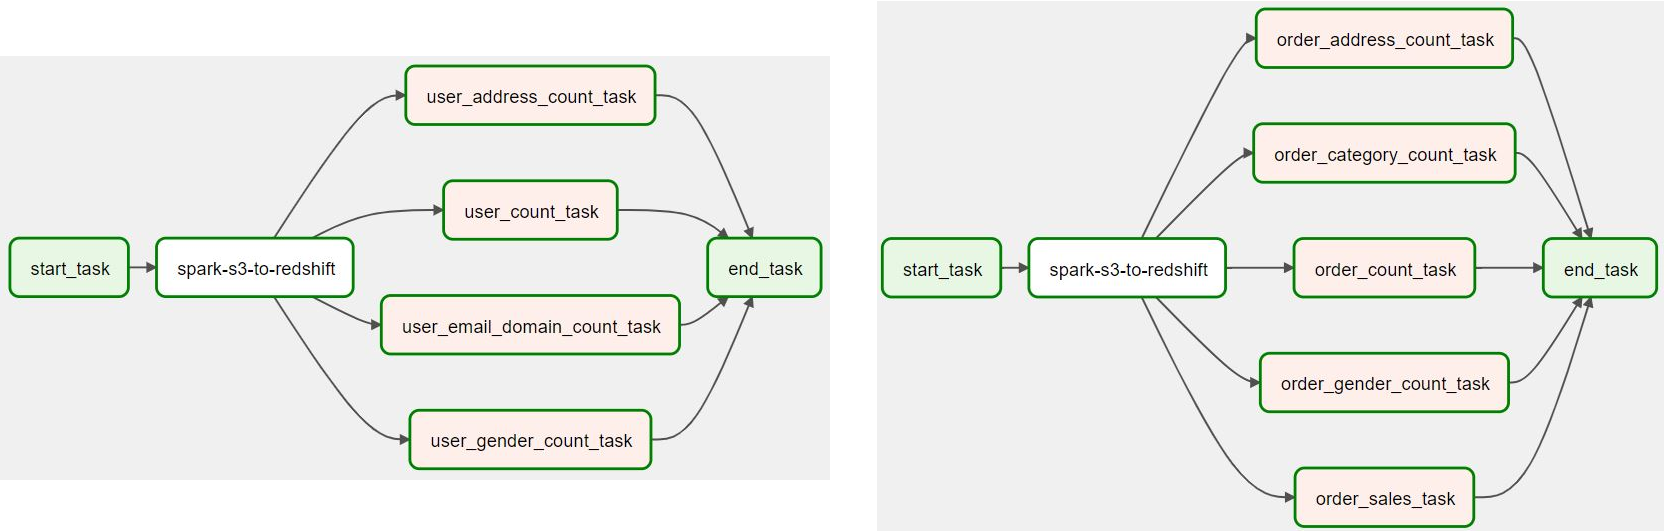 user_address_count_task
user_count_task
start_task
spark-s3-to-redshift
end_task
user_email_domain_count_task
user_gender_count_task
order_address_count_task
order_category_count_task
start_task
spark-s3-to-redshift
order_count_task
end_task
order_gender_count_task
order_sales_task